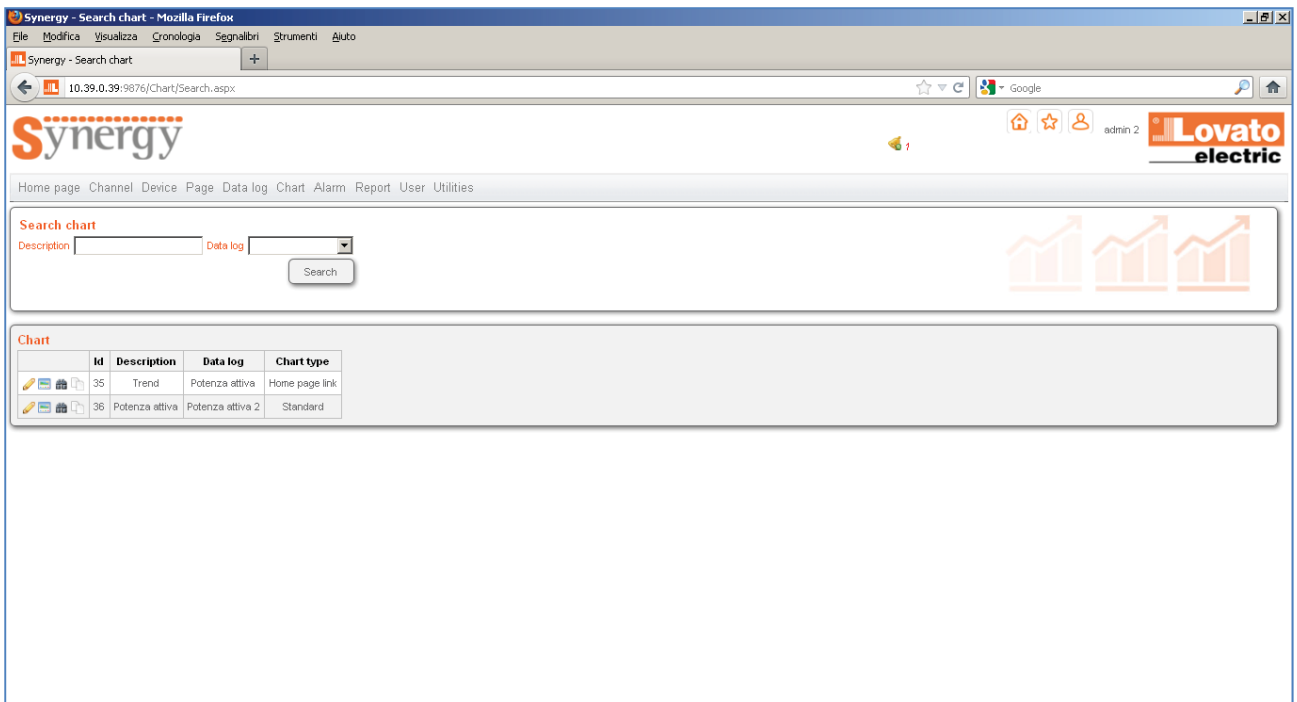 Synergy - Search chart - Mozilla Firefox
File Modifica Visualizza Cronologia Segnalibri Strumenti Aiuto
Synergy - Search chart +
10.39.0.39:9876/Chart/Search.aspx Google
Synergy
1
admin 2
Lovato
electric
Home page Channel Device Page Data log Chart Alarm Report User Utilities
Search chart
Description Data log
Search
Chart
Id Description Data log Chart type
35 Trend Potenza attiva Home page link
36 Potenza attiva Potenza attiva 2 Standard